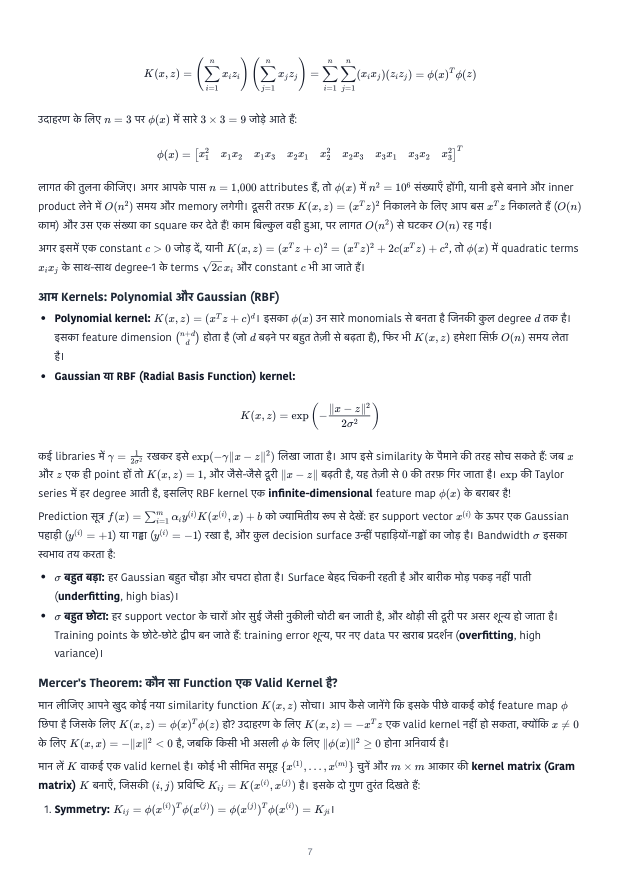 K(x, z) = (∑_{i=1}^{n} x_i z_i) (∑_{j=1}^{n} x_j z_j) = ∑_{i=1}^{n} ∑_{j=1}^{n} (x_i x_j)(z_i z_j) = ϕ(x)^T ϕ(z)
उदाहरण के लिए n = 3 पर ϕ(x) में सारे 3 × 3 = 9 जोड़े आते हैं:
ϕ(x) = [x_1^2 x_1x_2 x_1x_3 x_2x_1 x_2^2 x_2x_3 x_3x_1 x_3x_2 x_3^2]^T
लागत की तुलना कीजिए। अगर आपके पास n = 1,000 attributes हैं, तो ϕ(x) में n^2 = 10^6 संख्याएँ होंगी, यानी इसे बनाने और inner
product लेने में O(n^2) समय और memory लगेगी। दूसरी तरफ़ K(x, z) = (x^T z)^2 निकालने के लिए आप बस x^T z निकालते हैं (O(n)
काम) और उस एक संख्या का square कर देते हैं! काम बिल्कुल वही हुआ, पर लागत O(n^2) से घटकर O(n) रह गई।
अगर इसमें एक constant c > 0 जोड़ दें, यानी K(x, z) = (x^T z + c)^2 = (x^T z)^2 + 2c(x^T z) + c^2, तो ϕ(x) में quadratic terms
x_i x_j के साथ-साथ degree-1 के terms √(2c) x_i और constant c भी आ जाते हैं।
आम Kernels: Polynomial और Gaussian (RBF)
• Polynomial kernel: K(x, z) = (x^T z + c)^d। इसका ϕ(x) उन सारे monomials से बनता है जिनकी कुल degree d तक है।
इसका feature dimension \binom{n+d}{d} होता है (जो d बढ़ने पर बहुत तेज़ी से बढ़ता है), फिर भी K(x, z) हमेशा सिर्फ़ O(n) समय लेता
है।
• Gaussian या RBF (Radial Basis Function) kernel:
K(x, z) = exp(−‖x − z‖^2 / 2σ^2)
कई libraries में γ = 1/2σ^2 रखकर इसे exp(−γ‖x − z‖^2) लिखा जाता है। आप इसे similarity के पैमाने की तरह सोच सकते हैं: जब x
और z एक ही point हों तो K(x, z) = 1, और जैसे-जैसे दूरी ‖x − z‖ बढ़ती है, यह तेज़ी से 0 की तरफ़ गिर जाता है। exp की Taylor
series में हर degree आती है, इसलिए RBF kernel एक infinite-dimensional feature map ϕ(x) के बराबर है!
Prediction सूत्र f(x) = ∑_{i=1}^{m} α_i y^{(i)} K(x^{(i)}, x) + b को ज्यामितीय रूप से देखें: हर support vector x^{(i)} के ऊपर एक Gaussian
पहाड़ी (y^{(i)} = +1) या गड्ढा (y^{(i)} = −1) रखा है, और कुल decision surface उन्हीं पहाड़ियों-गड्ढों का जोड़ है। Bandwidth σ इसका
स्वभाव तय करता है:
• σ बहुत बड़ा: हर Gaussian बहुत चौड़ा और चपटा होता है। Surface बेहद चिकनी रहती है और बारीक मोड़ पकड़ नहीं पाती
(underfitting, high bias)।
• σ बहुत छोटा: हर support vector के चारों ओर सुई जैसी नुकीली चोटी बन जाती है, और थोड़ी सी दूरी पर असर शून्य हो जाता है।
Training points के छोटे-छोटे द्वीप बन जाते हैं: training error शून्य, पर नए data पर खराब प्रदर्शन (overfitting, high
variance)।
Mercer's Theorem: कौन सा Function एक Valid Kernel है?
मान लीजिए आपने खुद कोई नया similarity function K(x, z) सोचा। आप कैसे जानेंगे कि इसके पीछे वाकई कोई feature map ϕ
छिपा है जिसके लिए K(x, z) = ϕ(x)^T ϕ(z) हो? उदाहरण के लिए K(x, z) = −x^T z एक valid kernel नहीं हो सकता, क्योंकि x ≠ 0
के लिए K(x, x) = −‖x‖^2 < 0 है, जबकि किसी भी असली ϕ के लिए ‖ϕ(x)‖^2 ≥ 0 होना अनिवार्य है।
मान लें K वाकई एक valid kernel है। कोई भी सीमित समूह {x^{(1)}, . . . , x^{(m)}} चुनें और m × m आकार की kernel matrix (Gram
matrix) K बनाएँ, जिसकी (i, j) प्रविष्टि K_{ij} = K(x^{(i)}, x^{(j)}) है। इसके दो गुण तुरंत दिखते हैं:
1. Symmetry: K_{ij} = ϕ(x^{(i)})^T ϕ(x^{(j)}) = ϕ(x^{(j)})^T ϕ(x^{(i)}) = K_{ji}।
7